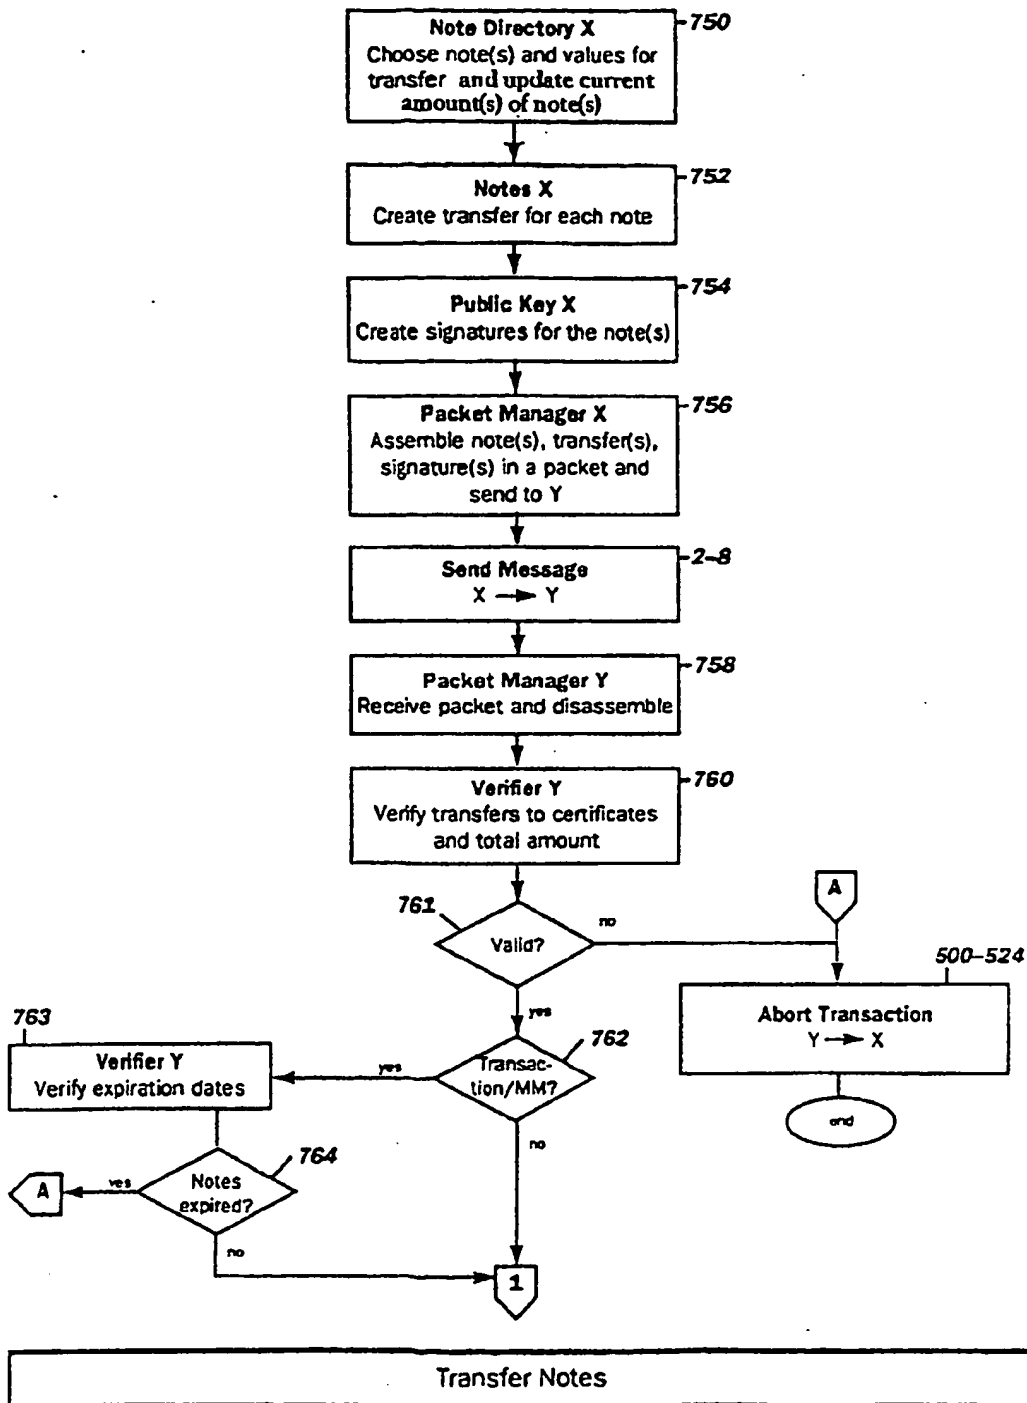 Note Directory X
Choose note(s) and values for
transfer and update current
amount(s) of note(s)
750
Notes X
Create transfer for each note
752
Public Key X
Create signatures for the note(s)
754
Packet Manager X
Assemble note(s), transfer(s),
signature(s) in a packet and
send to Y
756
Send Message
X → Y
2-8
Packet Manager Y
Receive packet and disassemble
758
Verifier Y
Verify transfers to certificates
and total amount
760
A
761
Valid?
no
yes
500-524
Abort Transaction
Y → X
end
762
Transac-
tion/MM?
yes
no
763
Verifier Y
Verify expiration dates
764
Notes
expired?
yes
A
no
1
Transfer Notes